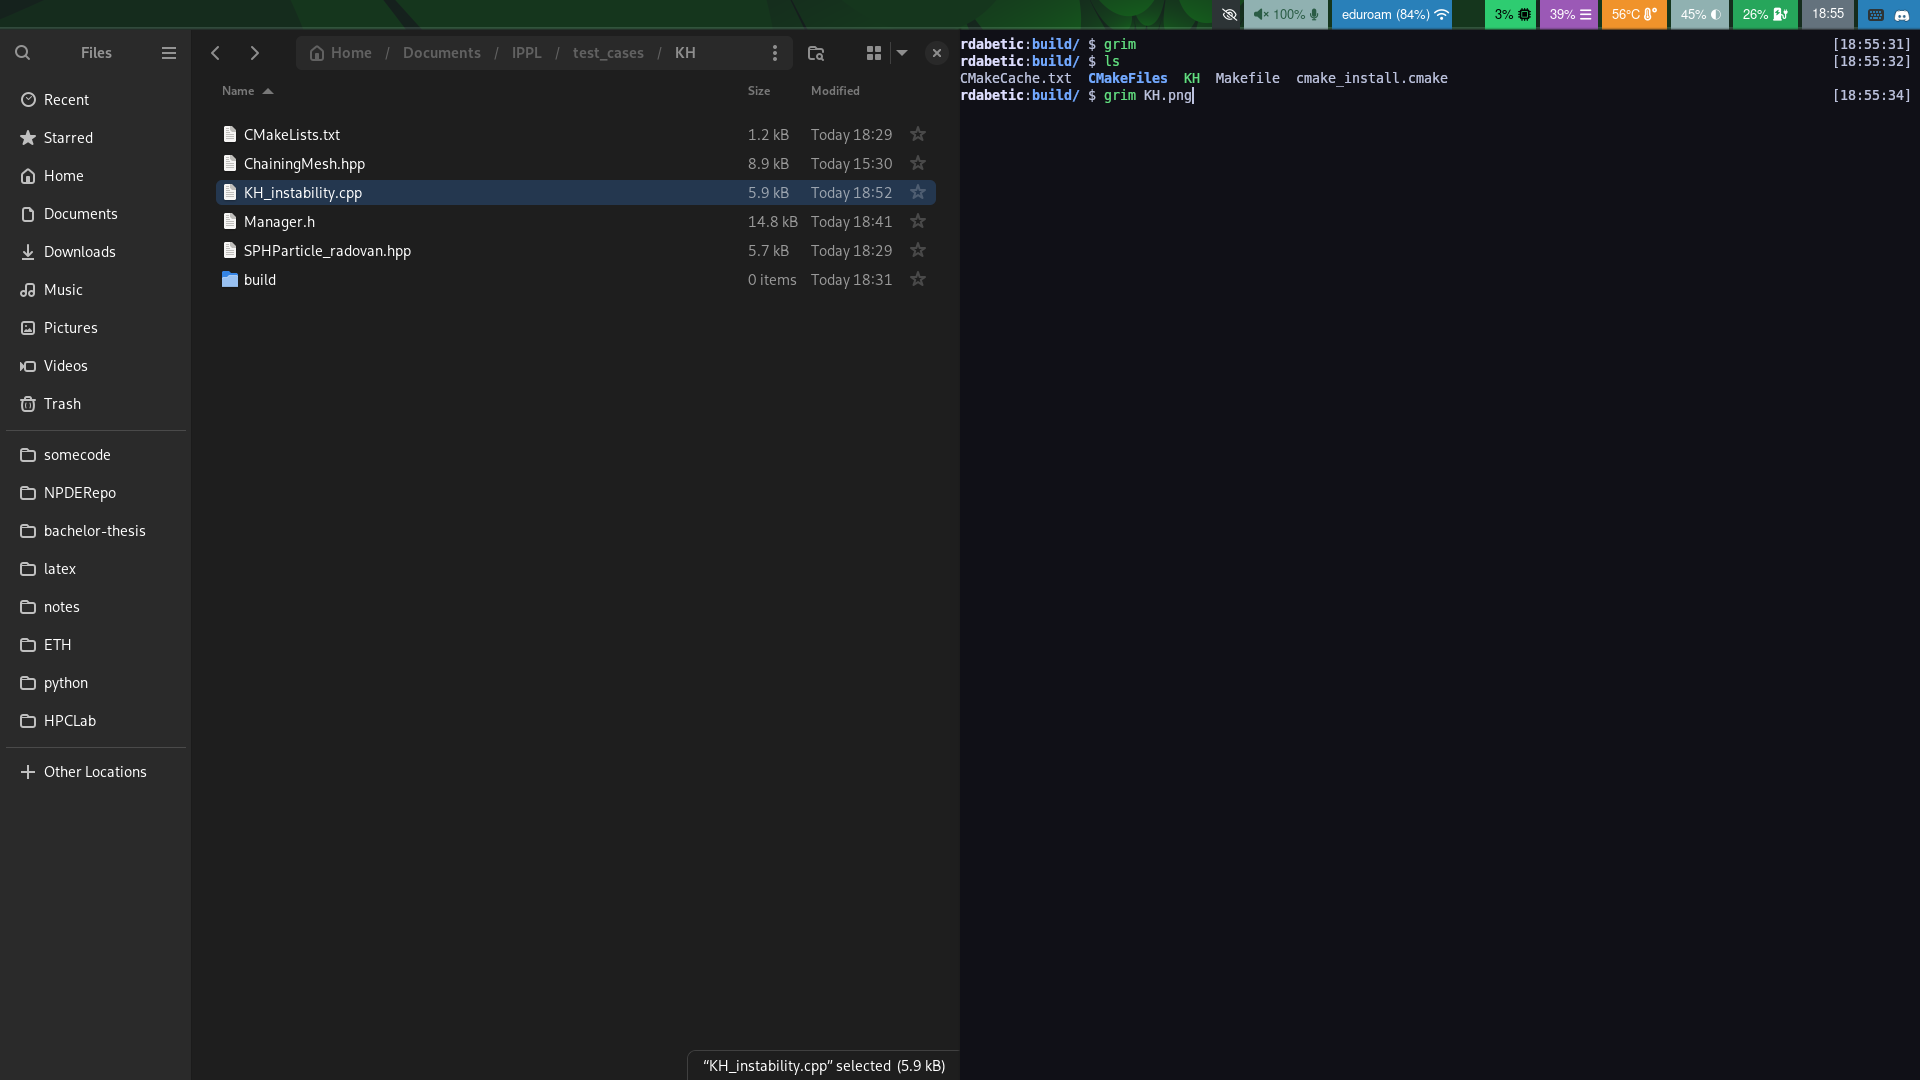 100%
eduroam (84%)
3%
39%
56°C
45%
26%
18:55
Files
Home / Documents / IPPL / test_cases / KH
Recent
Starred
Home
Documents
Downloads
Music
Pictures
Videos
Trash
somecode
NPDERepo
bachelor-thesis
latex
notes
ETH
python
HPCLab
Other Locations
Name Size Modified
CMakeLists.txt 1.2 kB Today 18:29
ChainingMesh.hpp 8.9 kB Today 15:30
KH_instability.cpp 5.9 kB Today 18:52
Manager.h 14.8 kB Today 18:41
SPHParticle_radovan.hpp 5.7 kB Today 18:29
build 0 items Today 18:31
“KH_instability.cpp” selected (5.9 kB)
rdabetic:build/ $ grim [18:55:31]
rdabetic:build/ $ ls [18:55:32]
CMakeCache.txt CMakeFiles KH Makefile cmake_install.cmake
rdabetic:build/ $ grim KH.png [18:55:34]